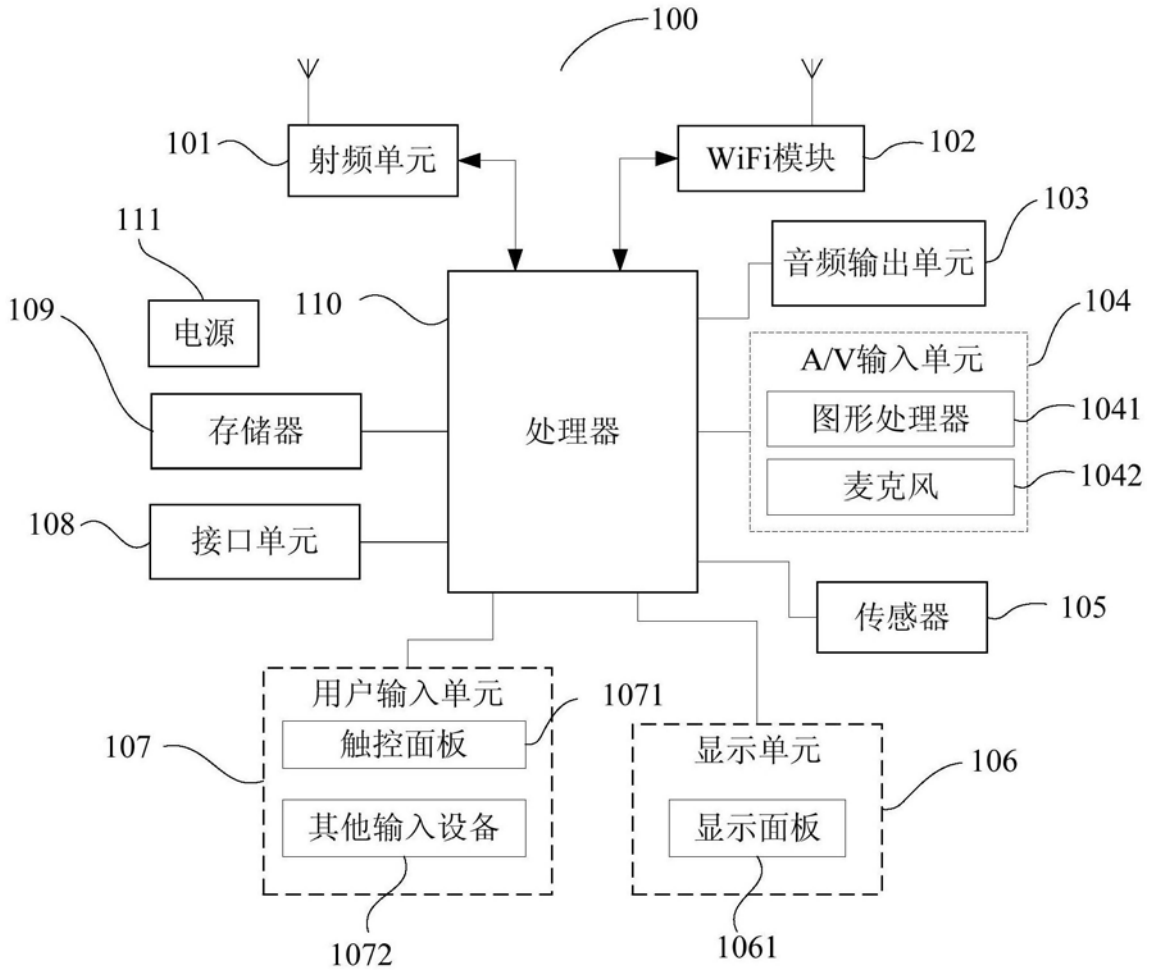 100
101
射频单元
WiFi模块
102
103
音频输出单元
111
电源
110
109
存储器
处理器
104
A/V输入单元
图形处理器
1041
麦克风
1042
108
接口单元
传感器
105
用户输入单元
1071
触控面板
107
其他输入设备
1072
显示单元
106
显示面板
1061